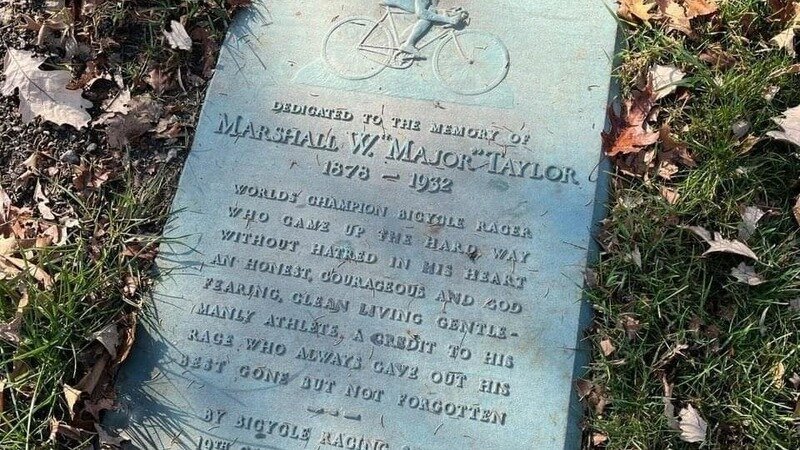 DEDICATED TO THE MEMORY OF
MARSHALL W. "MAJOR" TAYLOR
1878 – 1932
WORLDS CHAMPION BICYCLE RACER
WHO CAME UP THE HARD WAY
WITHOUT HATRED IN HIS HEART
AN HONEST, COURAGEOUS AND GOD
FEARING, CLEAN LIVING GENTLE-
MANLY ATHLETE. A CREDIT TO HIS
RACE WHO ALWAYS GAVE OUT HIS
BEST GONE BUT NOT FORGOTTEN
BY BICYCLE RACING
19TH